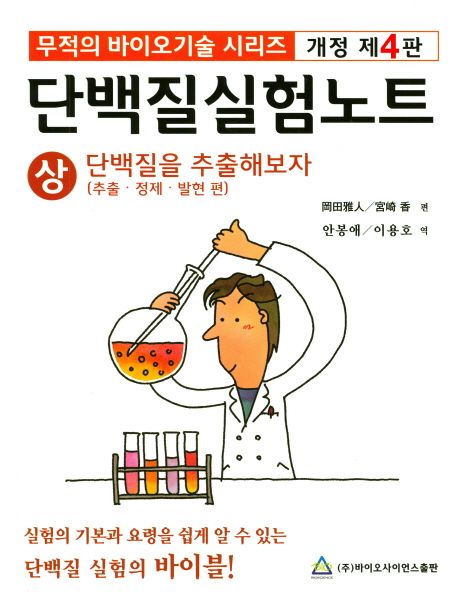 무적의 바이오기술 시리즈 개정 제4판
단백질실험노트
상 단백질을 추출해보자
(추출 · 정제 · 발현 편)
岡田雅人／宮崎 香 편
안봉애／이용호 역
실험의 기본과 요령을 쉽게 알 수 있는
단백질 실험의 바이블!
BIOSCIENCE
(주)바이오사이언스출판